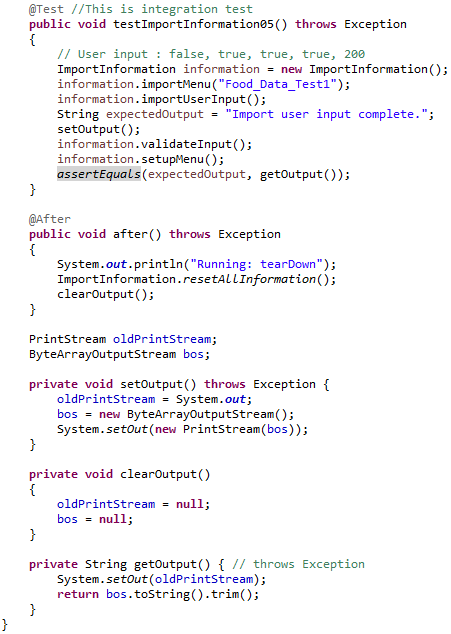 @Test //This is integration test
public void testImportInformation05() throws Exception
{
// User input : false, true, true, true, 200
ImportInformation information = new ImportInformation();
information.importMenu("Food_Data_Test1");
information.importUserInput();
String expectedOutput = "Import user input complete.";
setOutput();
information.validateInput();
information.setupMenu();
assertEquals(expectedOutput, getOutput());
}
@After
public void after() throws Exception
{
System.out.println("Running: tearDown");
ImportInformation.resetAllInformation();
clearOutput();
}
PrintStream oldPrintStream;
ByteArrayOutputStream bos;
private void setOutput() throws Exception {
oldPrintStream = System.out;
bos = new ByteArrayOutputStream();
System.setOut(new PrintStream(bos));
}
private void clearOutput()
{
oldPrintStream = null;
bos = null;
}
private String getOutput() { // throws Exception
System.setOut(oldPrintStream);
return bos.toString().trim();
}
}